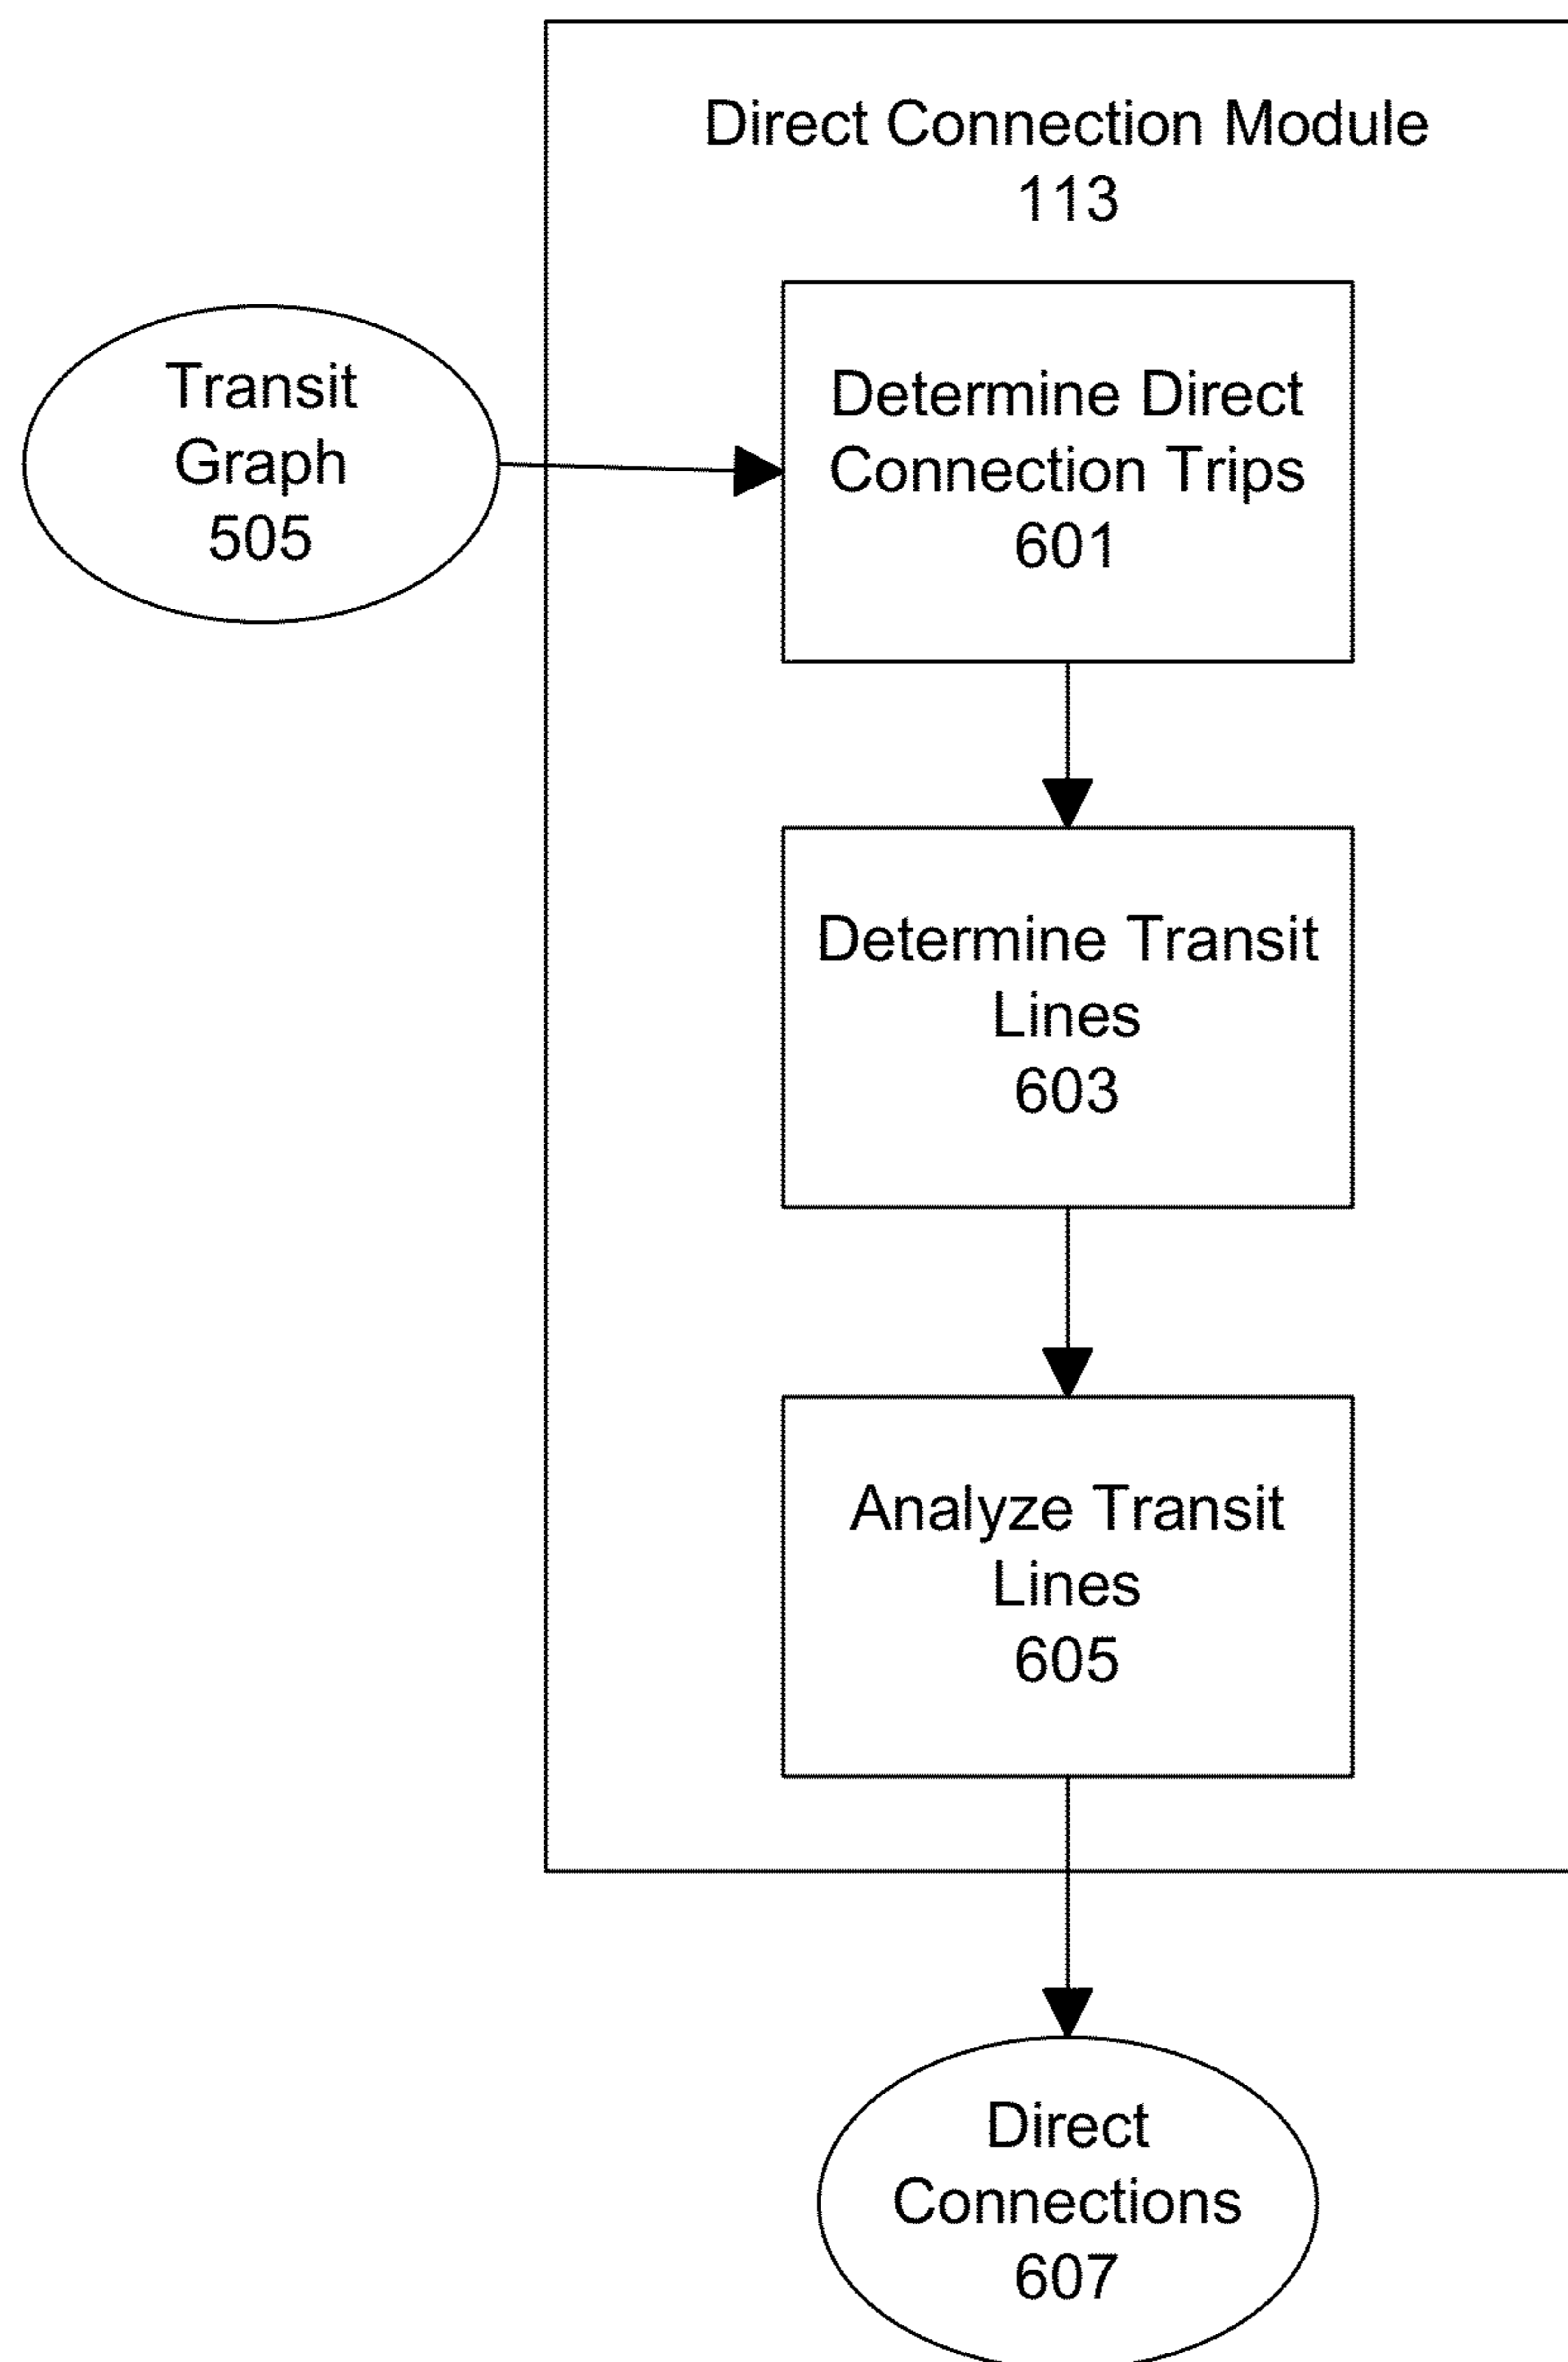 Direct Connection Module
113
Transit
Graph
505
Determine Direct
Connection Trips
601
Determine Transit
Lines
603
Analyze Transit
Lines
605
Direct
Connections
607